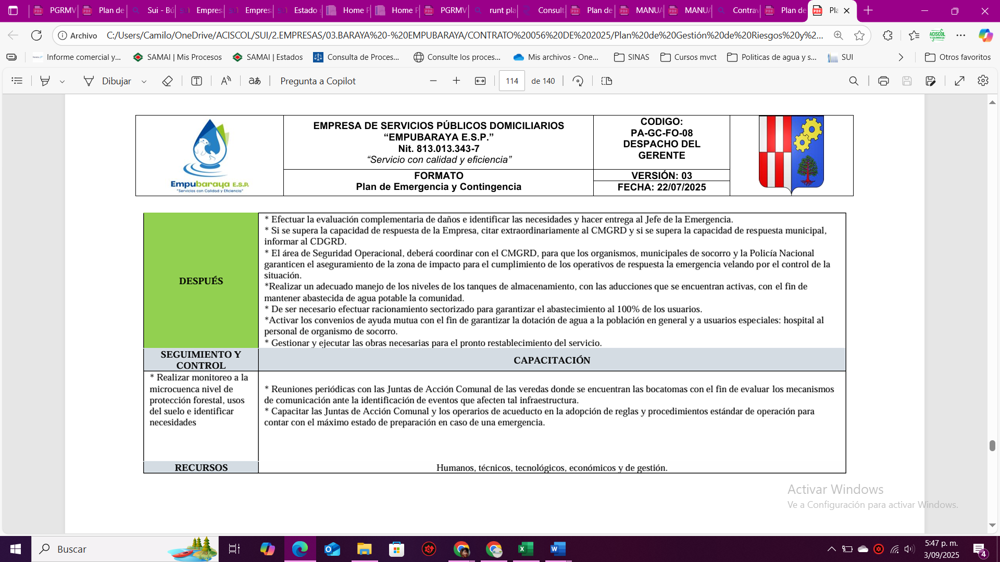 PGRMV
Plan de
Sui - Bú
Empres
Empres
Estado
Home P
Home P
PGRMV
runt pla
Consult
Plan de
MANUA
MANUA
Contrav
Plan de
Pla
Archivo
C:/Users/Camilo/OneDrive/ACISCOL/SUI/2.EMPRESAS/03.BARAYA%20-%20EMPUBARAYA/CONTRATO%20056%20DE%202025/Plan%20de%20Gestión%20de%20Riesgos%20y%2...
Informe comercial y...
SAMAI | Mis Procesos
SAMAI | Estados
Consulta de Proces...
Consulte los proces...
Mis archivos - One...
SINAS
Cursos mvct
Politicas de agua y s...
SUI
Otros favoritos
Dibujar
Pregunta a Copilot
114 de 140
Empubaraya E.S.P.
"Servicios con Calidad y Eficiencia"
EMPRESA DE SERVICIOS PÚBLICOS DOMICILIARIOS
“EMPUBARAYA E.S.P.”
Nit. 813.013.343-7
“Servicio con calidad y eficiencia”
FORMATO
Plan de Emergencia y Contingencia
CODIGO:
PA-GC-FO-08
DESPACHO DEL
GERENTE
VERSIÓN: 03
FECHA: 22/07/2025
DESPUÉS
* Efectuar la evaluación complementaria de daños e identificar las necesidades y hacer entrega al Jefe de la Emergencia.
* Si se supera la capacidad de respuesta de la Empresa, citar extraordinariamente al CMGRD y si se supera la capacidad de respuesta municipal,
informar al CDGRD.
* El área de Seguridad Operacional, deberá coordinar con el CMGRD, para que los organismos, municipales de socorro y la Policía Nacional
garanticen el aseguramiento de la zona de impacto para el cumplimiento de los operativos de respuesta la emergencia velando por el control de la
situación.
*Realizar un adecuado manejo de los niveles de los tanques de almacenamiento, con las aducciones que se encuentran activas, con el fin de
mantener abastecida de agua potable la comunidad.
* De ser necesario efectuar racionamiento sectorizado para garantizar el abastecimiento al 100% de los usuarios.
*Activar los convenios de ayuda mutua con el fin de garantizar la dotación de agua a la población en general y a usuarios especiales: hospital al
personal de organismo de socorro.
* Gestionar y ejecutar las obras necesarias para el pronto restablecimiento del servicio.
SEGUIMIENTO Y
CONTROL
CAPACITACIÓN
* Realizar monitoreo a la
microcuenca nivel de
protección forestal, usos
del suelo e identificar
necesidades
* Reuniones periódicas con las Juntas de Acción Comunal de las veredas donde se encuentran las bocatomas con el fin de evaluar los mecanismos
de comunicación ante la identificación de eventos que afecten tal infraestructura.
* Capacitar las Juntas de Acción Comunal y los operarios de acueducto en la adopción de reglas y procedimientos estándar de operación para
contar con el máximo estado de preparación en caso de una emergencia.
RECURSOS
Humanos, técnicos, tecnológicos, económicos y de gestión.
Activar Windows
Ve a Configuración para activar Windows.
Buscar
5:47 p. m.
3/09/2025
4